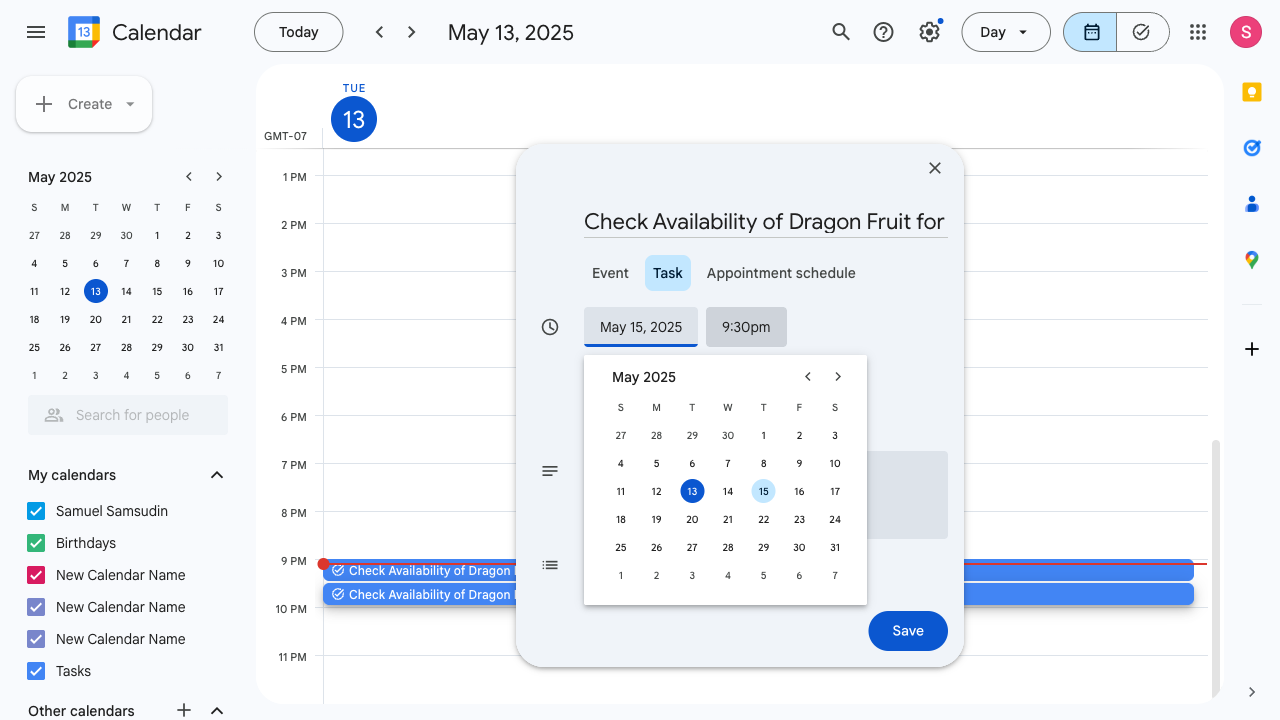 13
Calendar
Today
May 13, 2025
Day
S
Create
May 2025
S M T W T F S
27 28 29 30 1 2 3
4 5 6 7 8 9 10
11 12 13 14 15 16 17
18 19 20 21 22 23 24
25 26 27 28 29 30 31
1 2 3 4 5 6 7
Search for people
My calendars
Samuel Samsudin
Birthdays
New Calendar Name
New Calendar Name
New Calendar Name
Tasks
Other calendars
TUE
13
GMT-07
1 PM
2 PM
3 PM
4 PM
5 PM
6 PM
7 PM
8 PM
9 PM
10 PM
11 PM
Check Availability of Dragon
Check Availability of Dragon
Check Availability of Dragon Fruit for
Event Task Appointment schedule
May 15, 2025 9:30pm
May 2025
S M T W T F S
27 28 29 30 1 2 3
4 5 6 7 8 9 10
11 12 13 14 15 16 17
18 19 20 21 22 23 24
25 26 27 28 29 30 31
1 2 3 4 5 6 7
Save